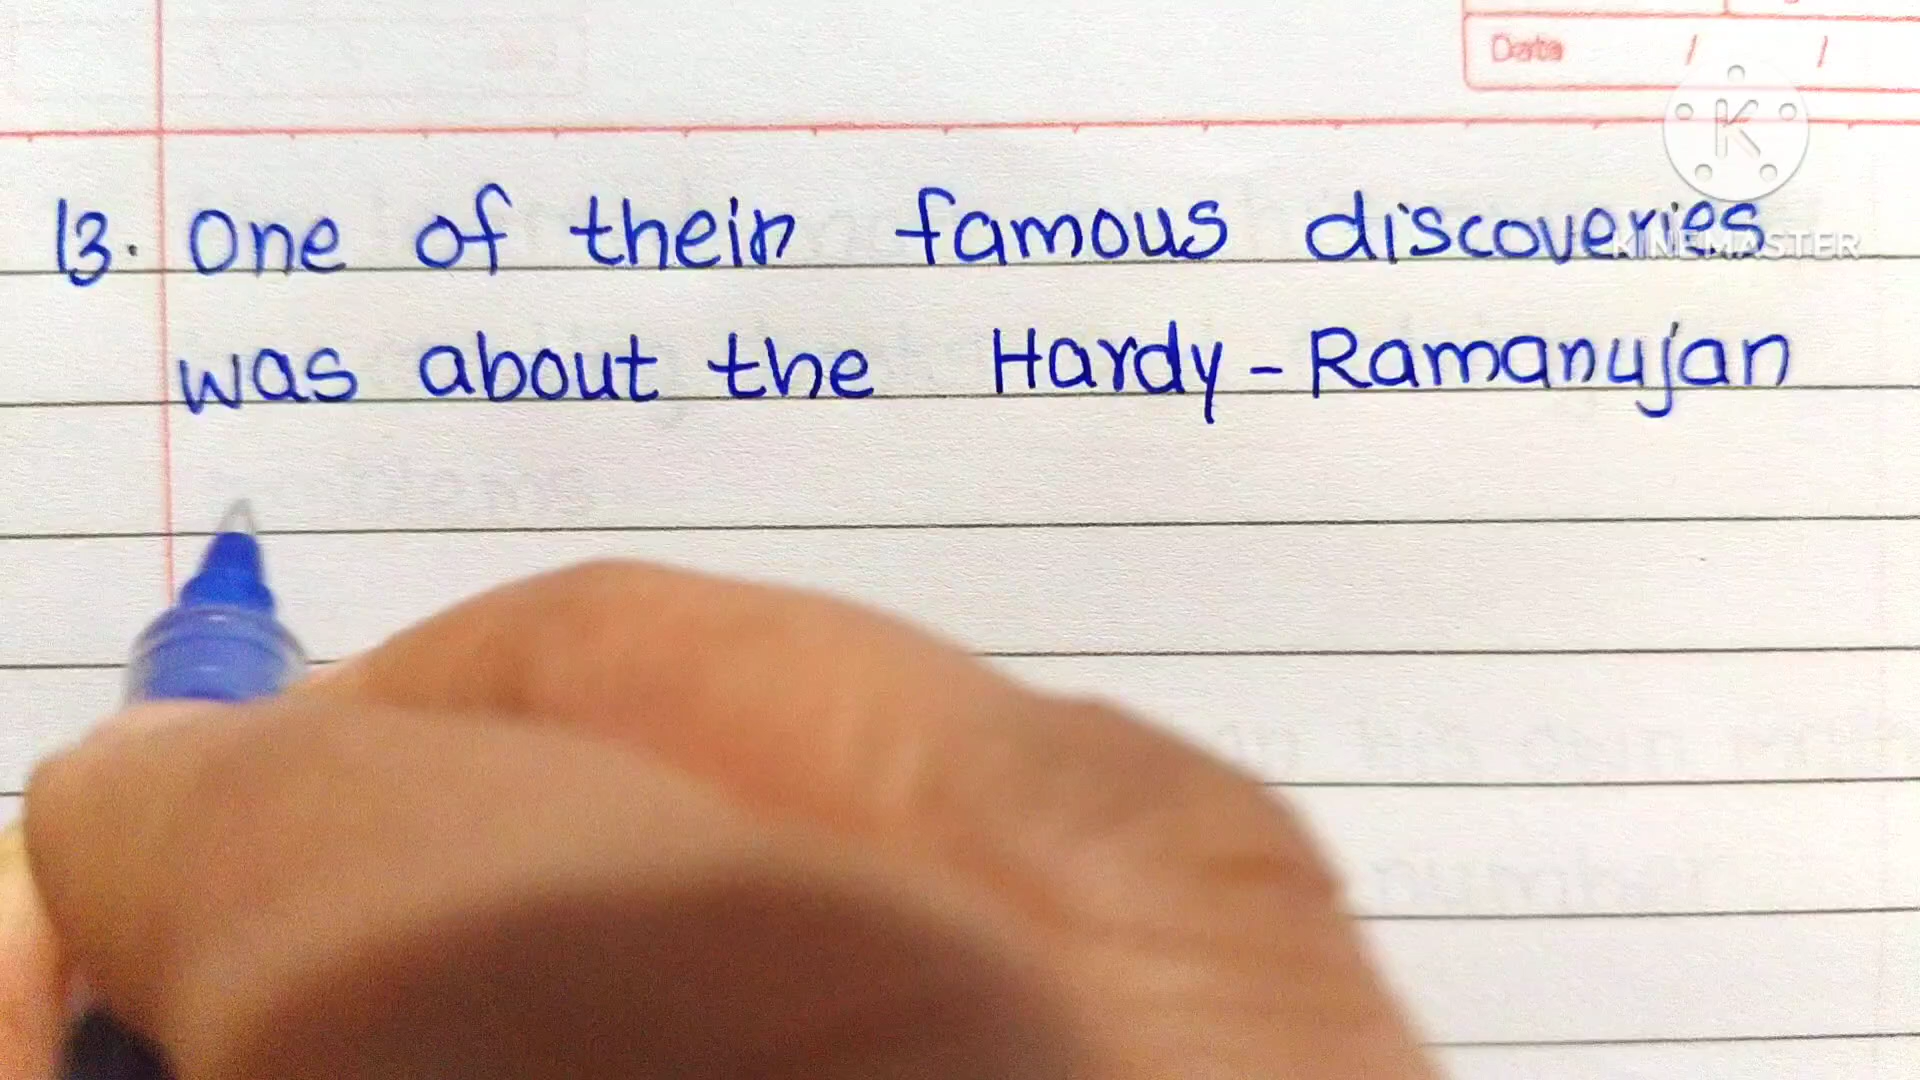 Date / /
K
KINEMASTER
13. One of their famous discoveries
was about the Hardy-Ramanujan